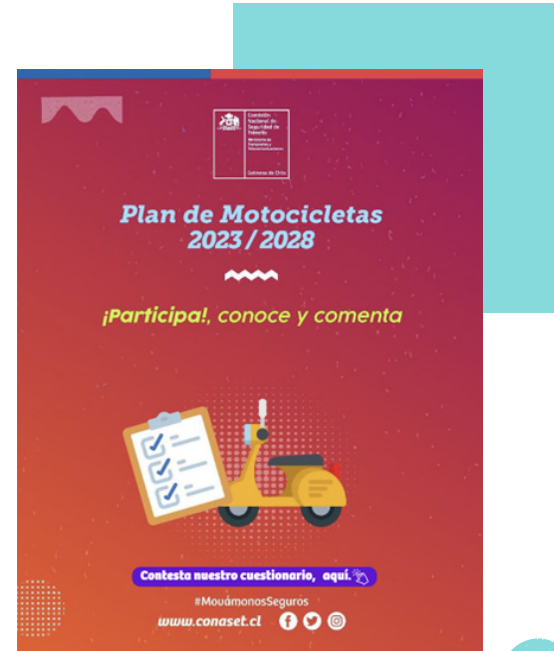 Comisión
Nacional de
Seguridad de
Tránsito
Ministerio de
Transportes y
Telecomunicaciones
Gobierno de Chile
Plan de Motocicletas
2023/2028
¡Participa!, conoce y comenta
Contesta nuestro cuestionario, aquí.
#MovámonosSeguros
www.conaset.cl